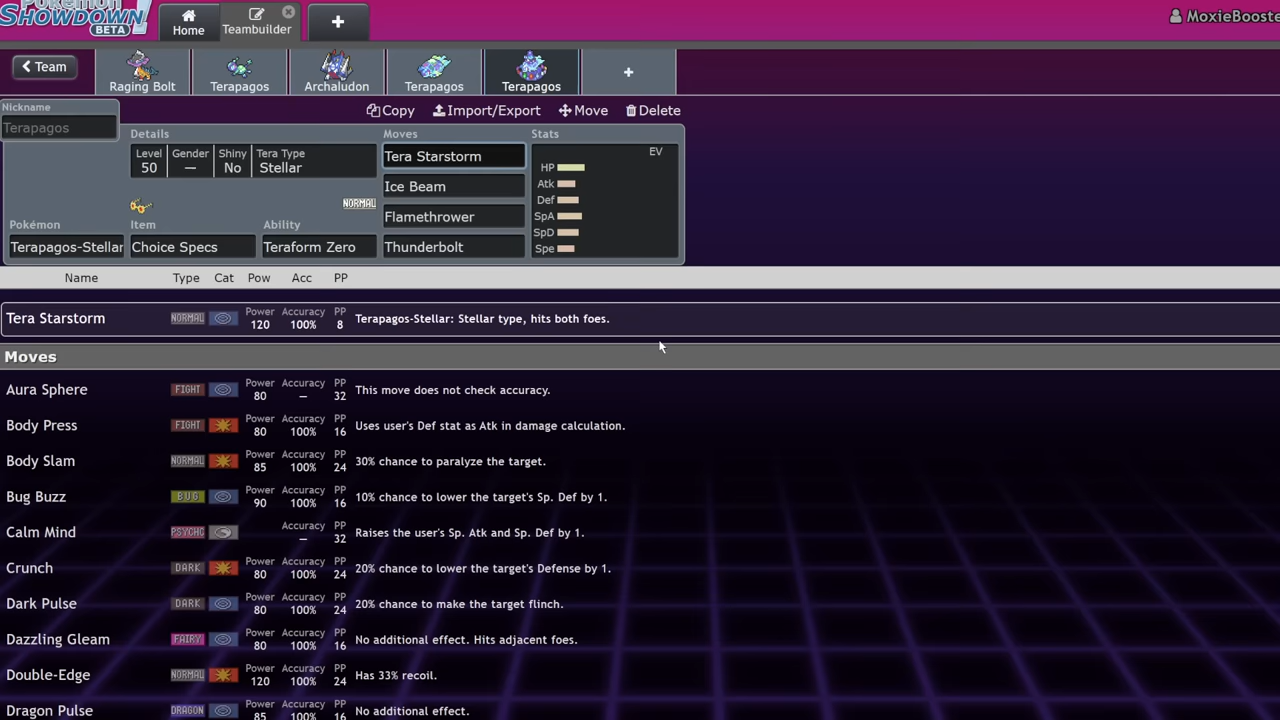 Pokémon
SHOWDOWN!
BETA
Home
Teambuilder
+
MoxieBooste
< Team
Raging Bolt
Terapagos
Archaludon
Terapagos
Terapagos
+
Nickname
Terapagos
Copy Import/Export Move Delete
Details
Moves
Stats
Level Gender Shiny Tera Type
50 — No Stellar
Tera Starstorm
EV
HP
Atk
Def
SpA
SpD
Spe
Ice Beam
NORMAL
Flamethrower
Pokémon Item Ability
Terapagos-Stellar Choice Specs Teraform Zero
Thunderbolt
Name Type Cat Pow Acc PP
Tera Starstorm NORMAL Power 120 Accuracy 100% PP 8 Terapagos-Stellar: Stellar type, hits both foes.
Moves
Aura Sphere FIGHT Power 80 Accuracy — PP 32 This move does not check accuracy.
Body Press FIGHT Power 80 Accuracy 100% PP 16 Uses user's Def stat as Atk in damage calculation.
Body Slam NORMAL Power 85 Accuracy 100% PP 24 30% chance to paralyze the target.
Bug Buzz BUG Power 90 Accuracy 100% PP 16 10% chance to lower the target's Sp. Def by 1.
Calm Mind PSYCHC Accuracy — PP 32 Raises the user's Sp. Atk and Sp. Def by 1.
Crunch DARK Power 80 Accuracy 100% PP 24 20% chance to lower the target's Defense by 1.
Dark Pulse DARK Power 80 Accuracy 100% PP 24 20% chance to make the target flinch.
Dazzling Gleam FAIRY Power 80 Accuracy 100% PP 16 No additional effect. Hits adjacent foes.
Double-Edge NORMAL Power 120 Accuracy 100% PP 24 Has 33% recoil.
Dragon Pulse DRAGON Power 85 Accuracy 100% PP 16 No additional effect.